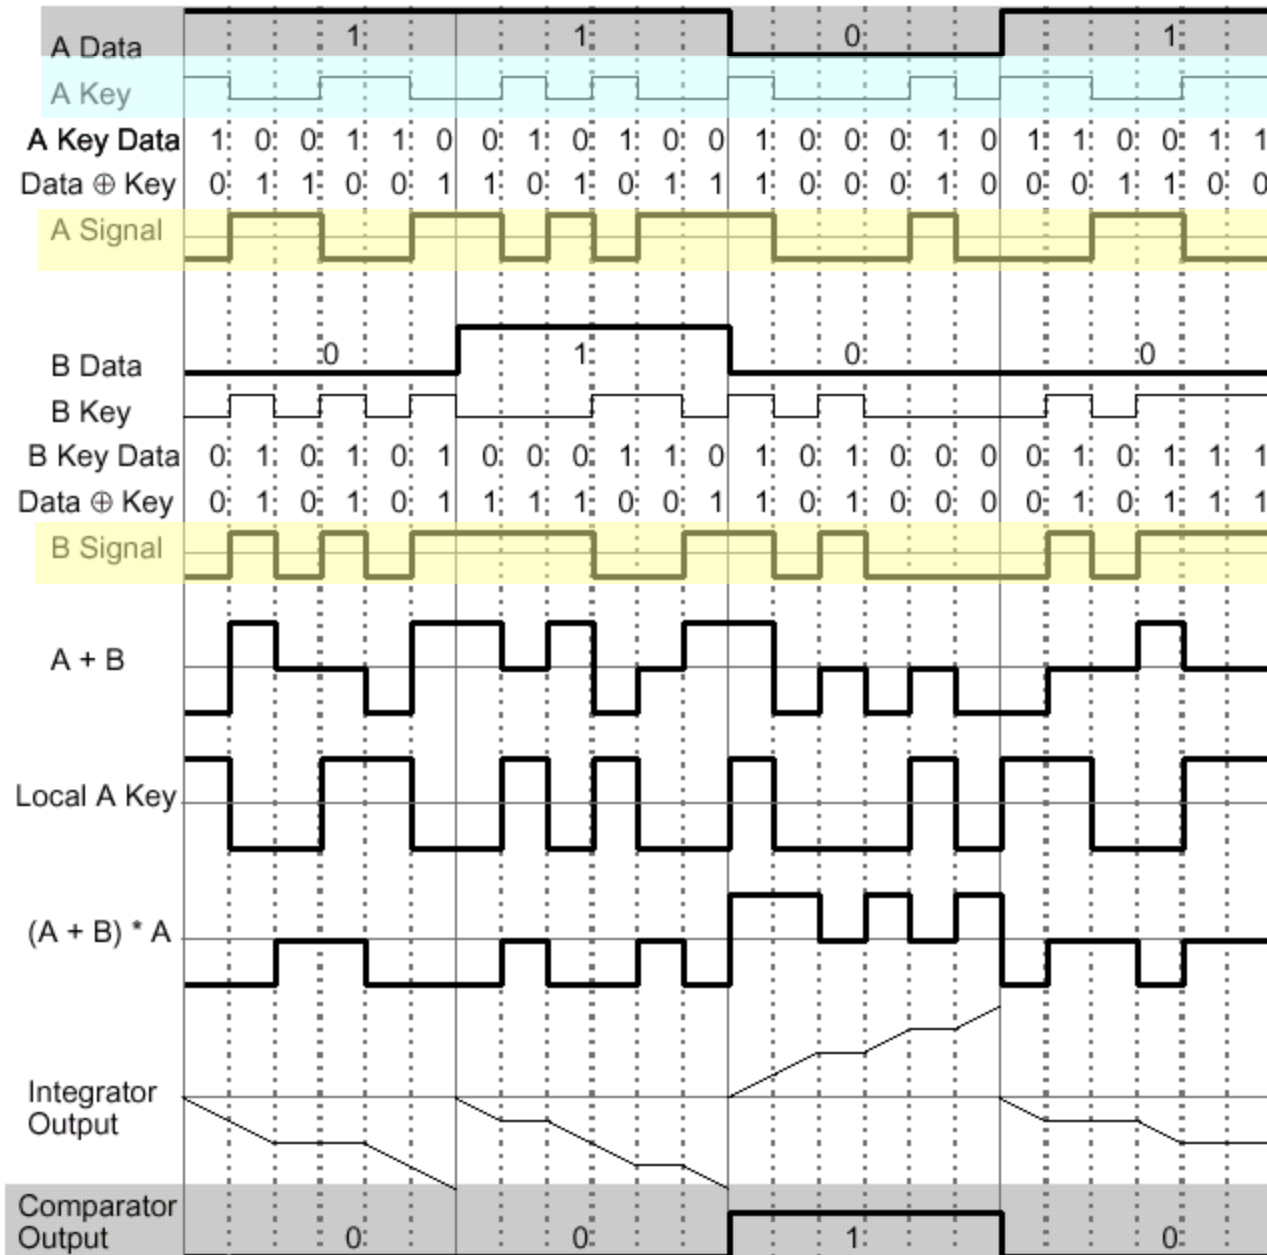 A Data 1 1 0 1
A Key
A Key Data 1 0 0 1 1 0 0 1 0 1 0 0 1 0 0 0 1 0 1 1 0 0 1 1
Data ⊕ Key 0 1 1 0 0 1 1 0 1 0 1 1 1 0 0 0 1 0 0 0 1 1 0 0
A Signal
B Data 0 1 0 0
B Key
B Key Data 0 1 0 1 0 1 0 0 0 1 1 0 1 0 1 0 0 0 0 1 0 1 1 1
Data ⊕ Key 0 1 0 1 0 1 1 1 1 0 0 1 1 0 1 0 0 0 0 1 0 1 1 1
B Signal
A + B
Local A Key
(A + B) * A
Integrator
Output
Comparator
Output 0 0 1 0